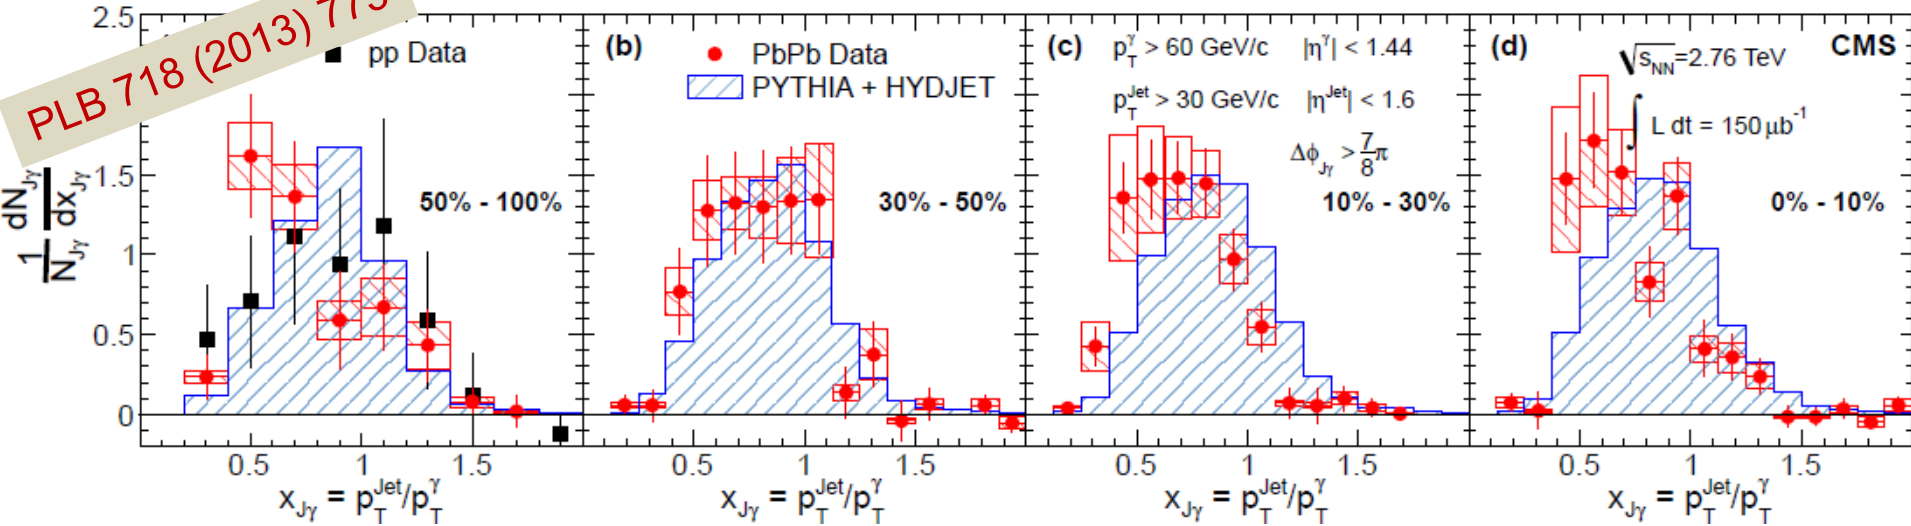 PLB 718 (2013) 773
2.5
1.5
1
0.5
0
1/N_Jγ dN_Jγ/dx_Jγ
pp Data
50% - 100%
0.5 1 1.5
x_Jγ = p_T^Jet/p_T^γ
(b)
PbPb Data
PYTHIA + HYDJET
30% - 50%
0.5 1 1.5
x_Jγ = p_T^Jet/p_T^γ
(c)
p_T^γ > 60 GeV/c |η^γ| < 1.44
p_T^Jet > 30 GeV/c |η^Jet| < 1.6
Δϕ_Jγ > 7/8 π
10% - 30%
0.5 1 1.5
x_Jγ = p_T^Jet/p_T^γ
(d)
CMS
√s_NN=2.76 TeV
∫ L dt = 150 μb⁻¹
0% - 10%
0.5 1 1.5
x_Jγ = p_T^Jet/p_T^γ